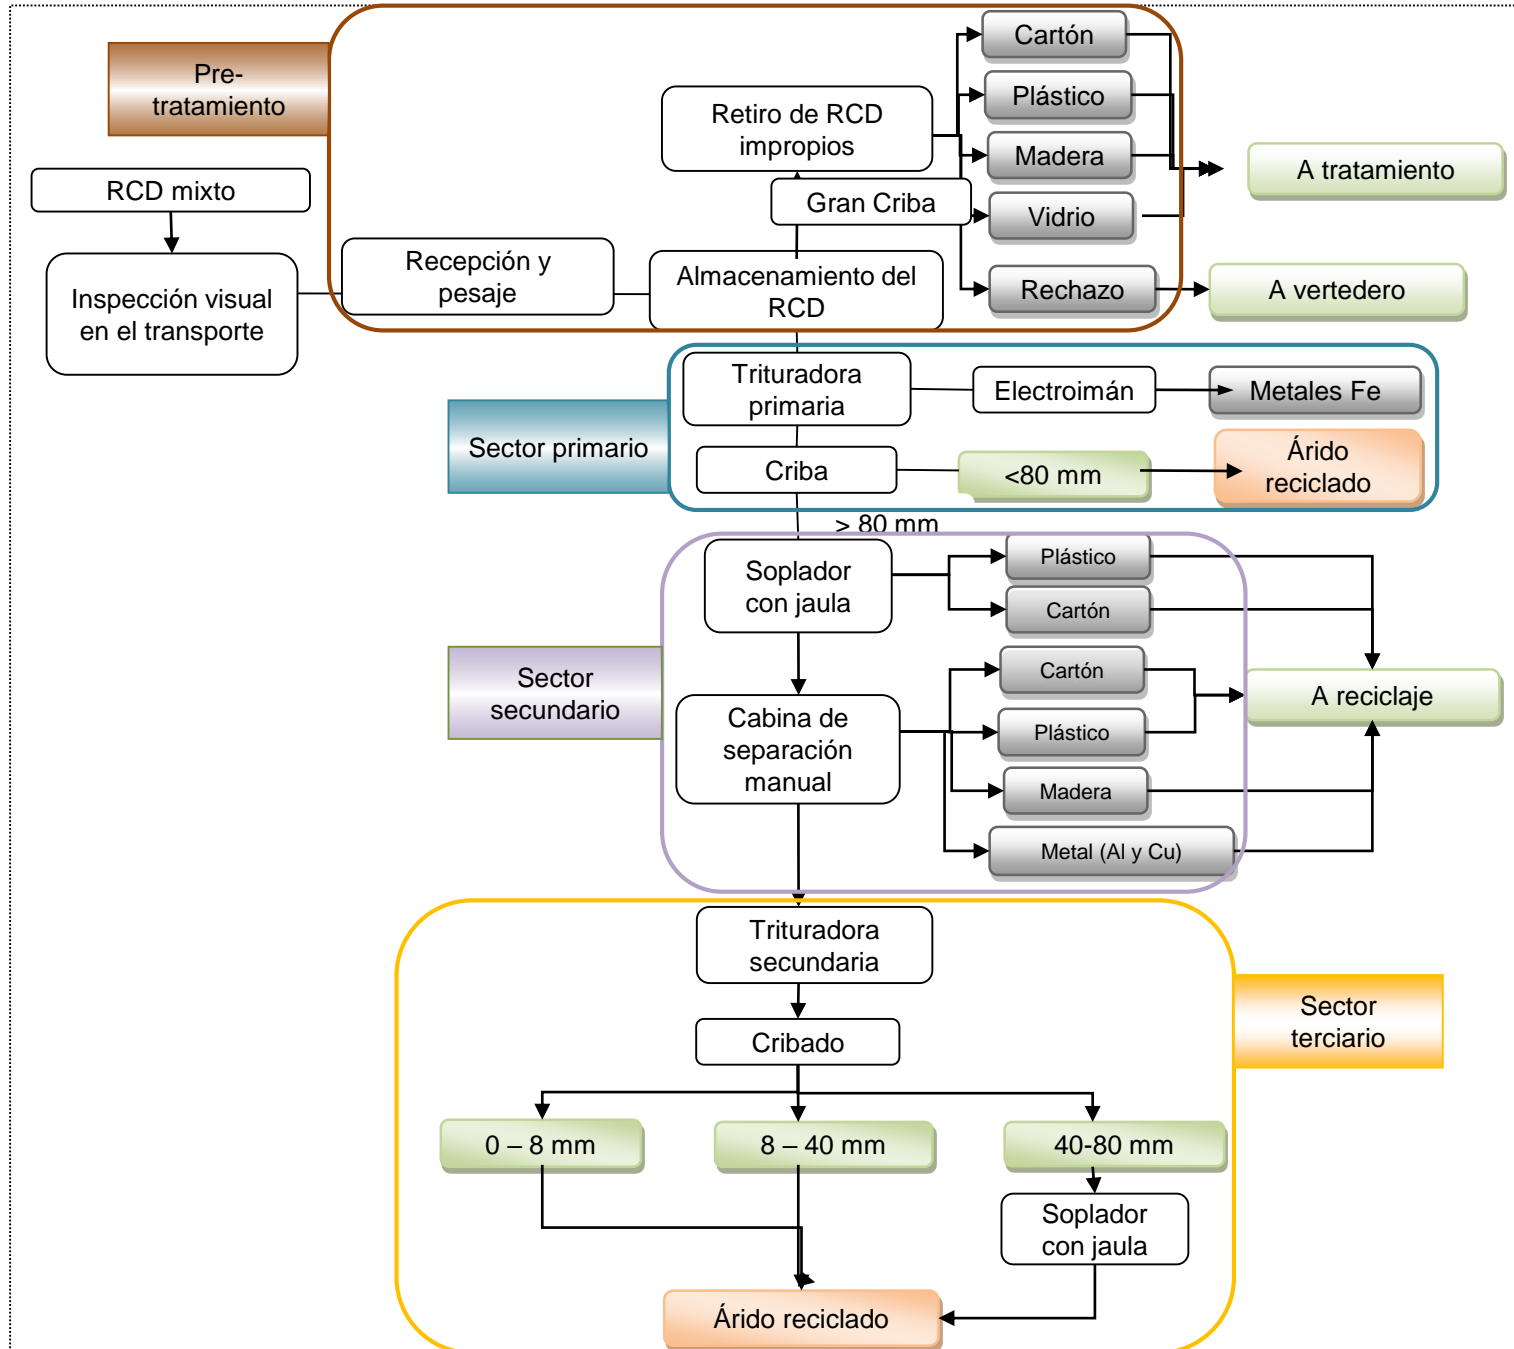 Pre-
tratamiento
Cartón
Plástico
Retiro de RCD
impropios
Madera
A tratamiento
RCD mixto
Gran Criba
Vidrio
Inspección visual
en el transporte
Recepción y
pesaje
Almacenamiento del
RCD
Rechazo
A vertedero
Sector primario
Trituradora
primaria
Electroimán
Metales Fe
Criba
<80 mm
Árido
reciclado
> 80 mm
Soplador
con jaula
Plástico
Cartón
Sector
secundario
Cabina de
separación
manual
Cartón
Plástico
Madera
Metal (Al y Cu)
A reciclaje
Trituradora
secundaria
Sector
terciario
Cribado
0 – 8 mm
8 – 40 mm
40-80 mm
Soplador
con jaula
Árido reciclado